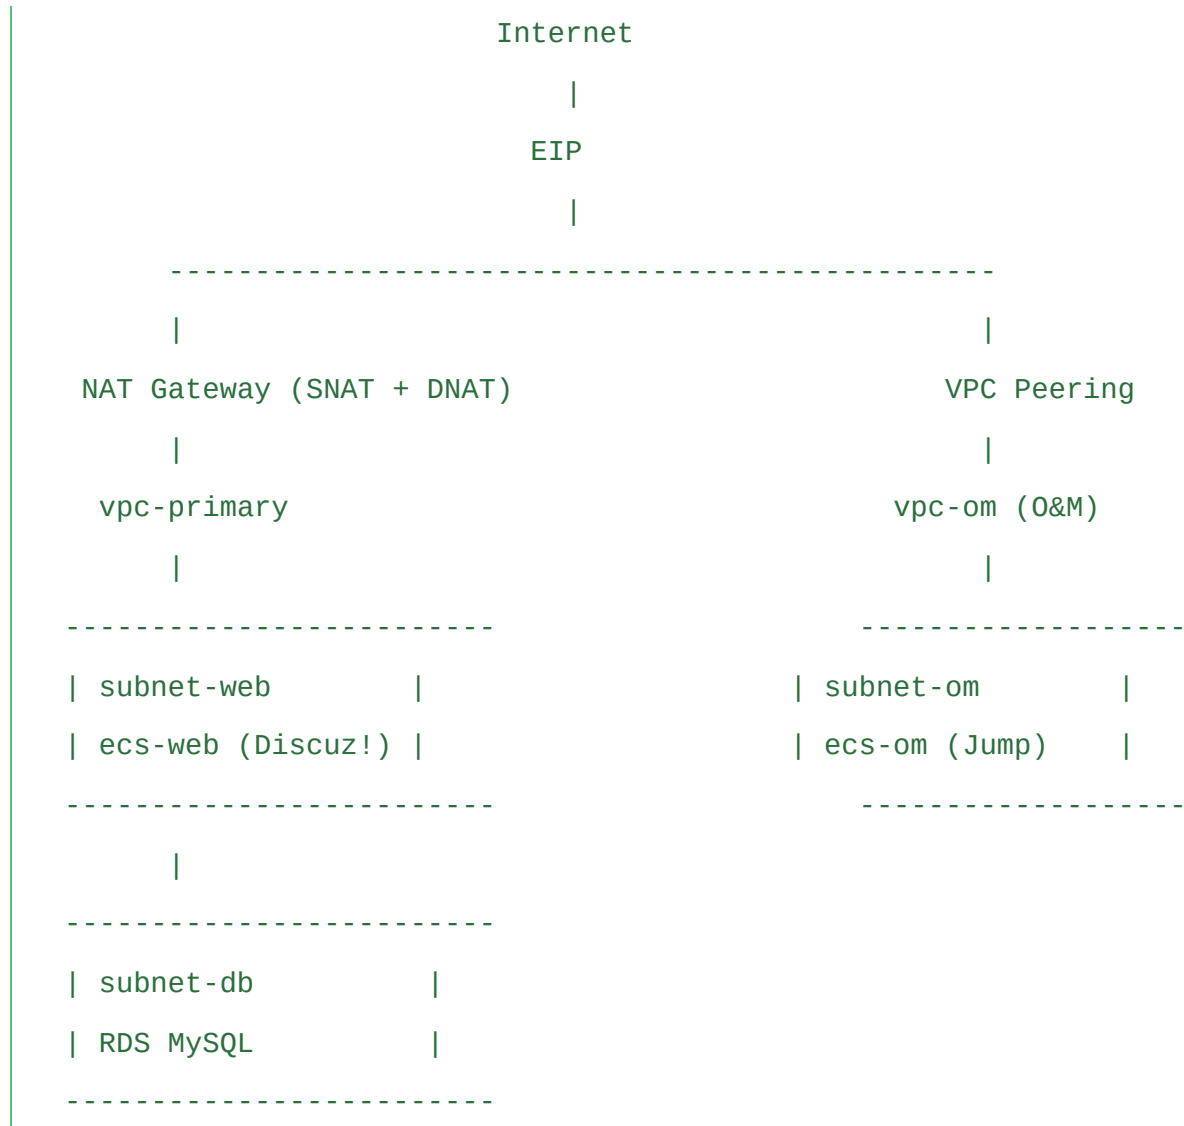 Internet
|
EIP
|
------------------------------------------------
| |
NAT Gateway (SNAT + DNAT) VPC Peering
| |
vpc-primary vpc-om (O&M)
| |
------------------------- -------------------
| subnet-web | | subnet-om |
| ecs-web (Discuz!) | | ecs-om (Jump) |
------------------------- -------------------
|
-------------------------
| subnet-db |
| RDS MySQL |
-------------------------